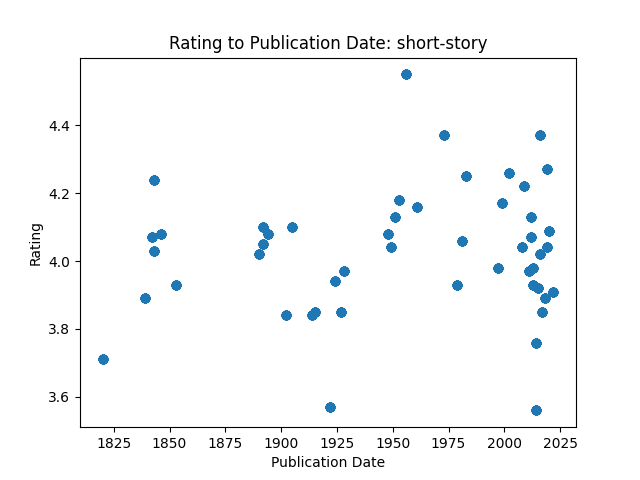 Rating to Publication Date: short-story
Rating
4.4
4.2
4.0
3.8
3.6
1825 1850 1875 1900 1925 1950 1975 2000 2025
Publication Date